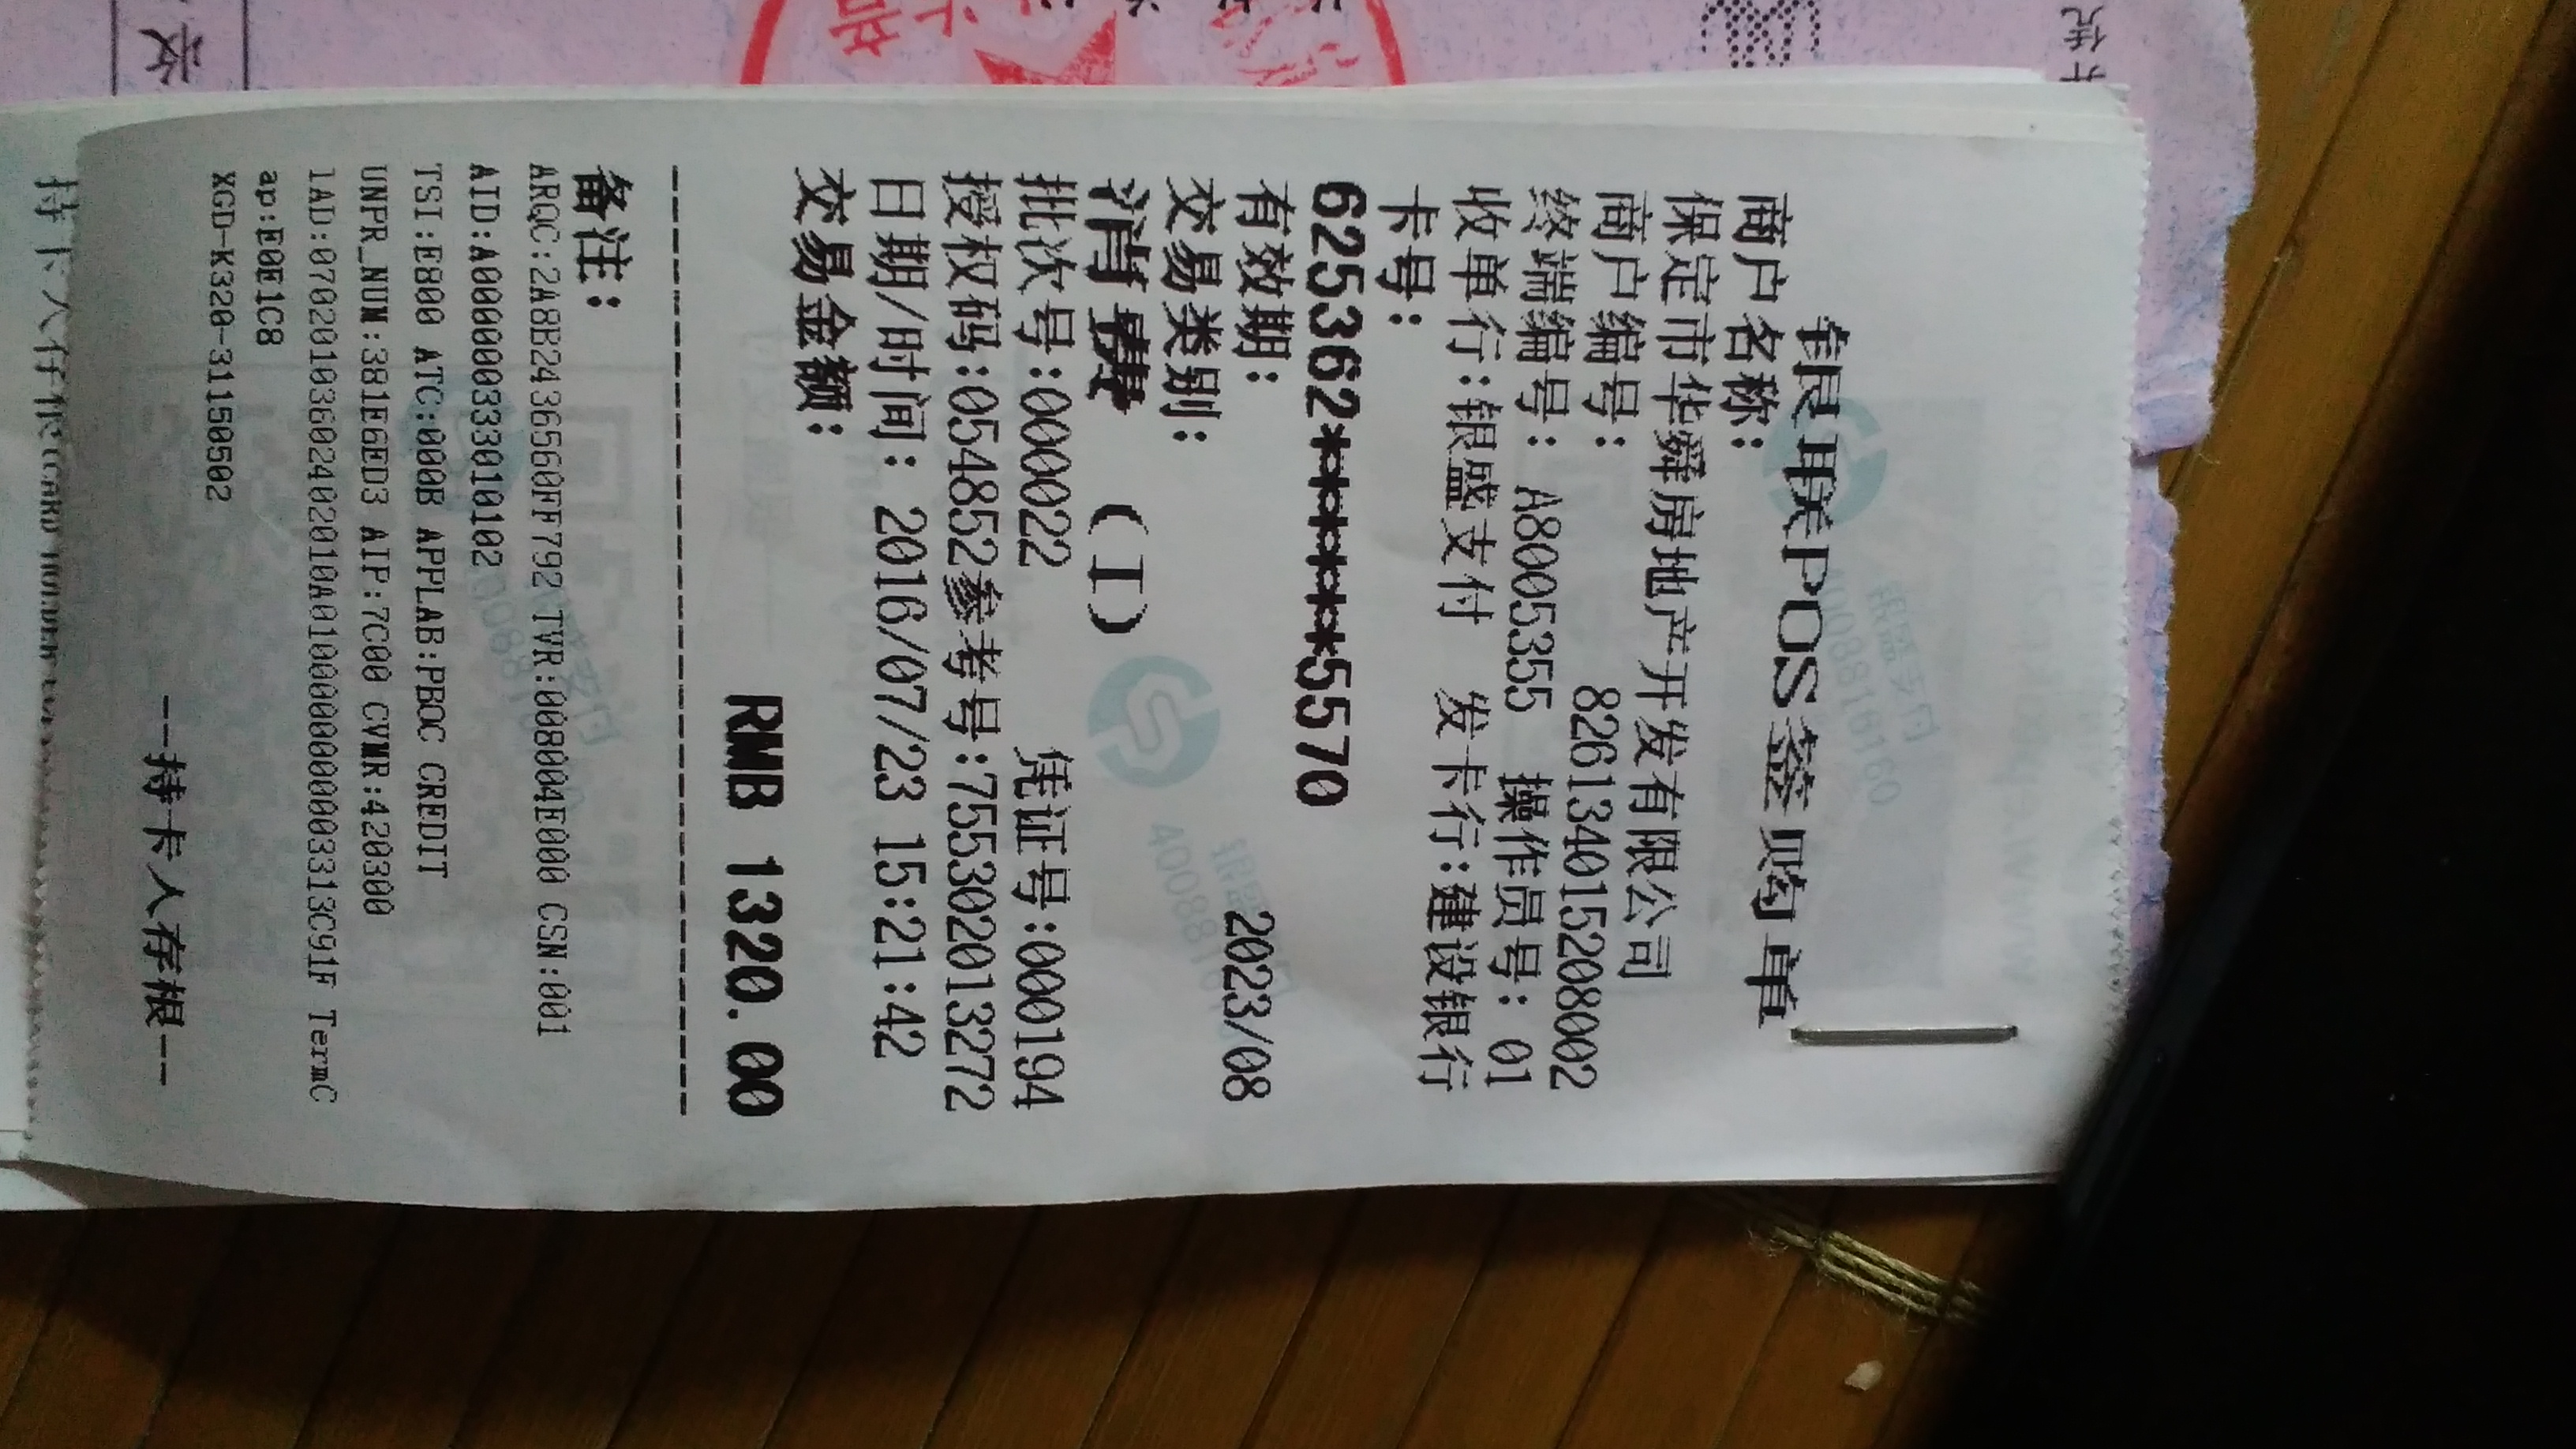 银联POS签购单
商户名称:
保定市华舜房地产开发有限公司
商户编号: 826134015208002
终端编号: A8005355 操作员号: 01
收单行:银盛支付 发卡行:建设银行
卡号:
625362******5570
有效期: 2023/08
交易类别:
消费 (I)
批次号:000022 凭证号:000194
授权码:054852参考号:755302013272
日期/时间: 2016/07/23 15:21:42
交易金额:
RMB 1320.00
备注:
ARQC:2A8B2436560FF792 TVR:008004E000 CSN:001
AID:A000000333010102
TSI:E800 ATC:000B APPLAB:PBOC CREDIT
UNPR_NUM:381E6ED3 AIP:7C00 CVMR:420300
IAD:07020103602402010A0100000000003313C91F TermC
ap:E0E1C8
XGD-K320-31150502
--持卡人存根--